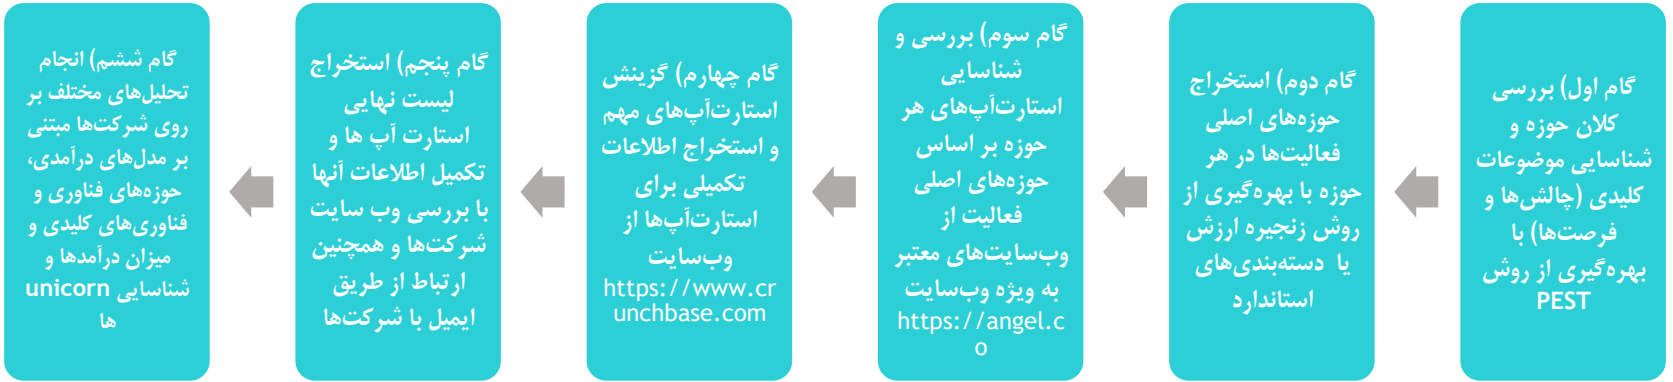 گام اول) بررسی
کلان حوزه و
شناسایی موضوعات
کلیدی (چالش‌ها و
فرصت‌ها) با
بهره‌گیری از روش
PEST
گام دوم) استخراج
حوزه‌های اصلی
فعالیت‌ها در هر
حوزه با بهره‌گیری از
روش زنجیره ارزش
یا دسته‌بندی‌های
استاندارد
گام سوم) بررسی و
شناسایی
استارت‌آپ‌های هر
حوزه بر اساس
حوزه‌های اصلی
فعالیت از
وب‌سایت‌های معتبر
به ویژه وب‌سایت
https://angel.c
o
گام چهارم) گزینش
استارت‌آپ‌های مهم
و استخراج اطلاعات
تکمیلی برای
استارت‌آپ‌ها از
وب‌سایت
https://www.cr
unchbase.com
گام پنجم) استخراج
لیست نهایی
استارت آپ ها و
تکمیل اطلاعات آنها
با بررسی وب سایت
شرکت‌ها و همچنین
ارتباط از طریق
ایمیل با شرکت‌ها
گام ششم) انجام
تحلیل‌های مختلف بر
روی شرکت‌ها مبتنی
بر مدل‌های درآمدی،
حوزه‌های فناوری و
فناوری‌های کلیدی و
میزان درآمدها و
شناسایی unicorn
ها